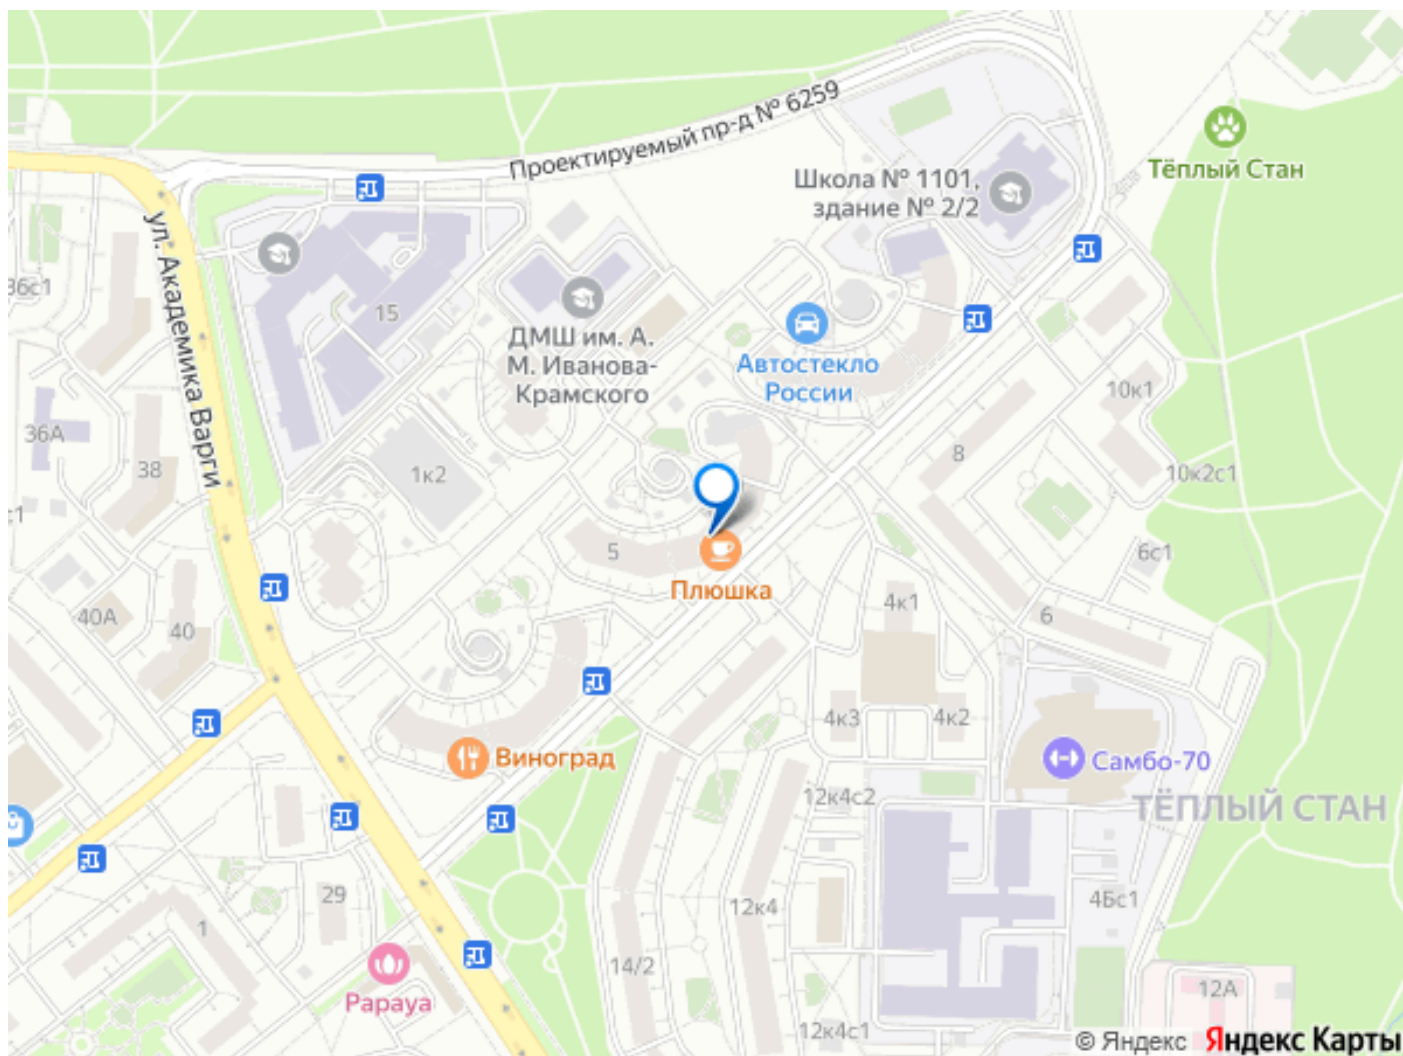 Проектируемый пр-д № 6259
Тёплый Стан
Школа № 1101,
здание № 2/2
ул. Академика Варги
36с1
15
ДМШ им. А.
М. Иванова-
Крамского
Автостекло
России
10к1
36А
38
1к2
8
10к2с1
5
6с1
Плюшка
40А
40
4к1
6
4к3
4к2
Виноград
Самбо-70
12к4с2
ТЁПЛЫЙ СТАН
29
1
12к4
4Бс1
14/2
12А
Papaya
12к4с1
© Яндекс Яндекс Карты